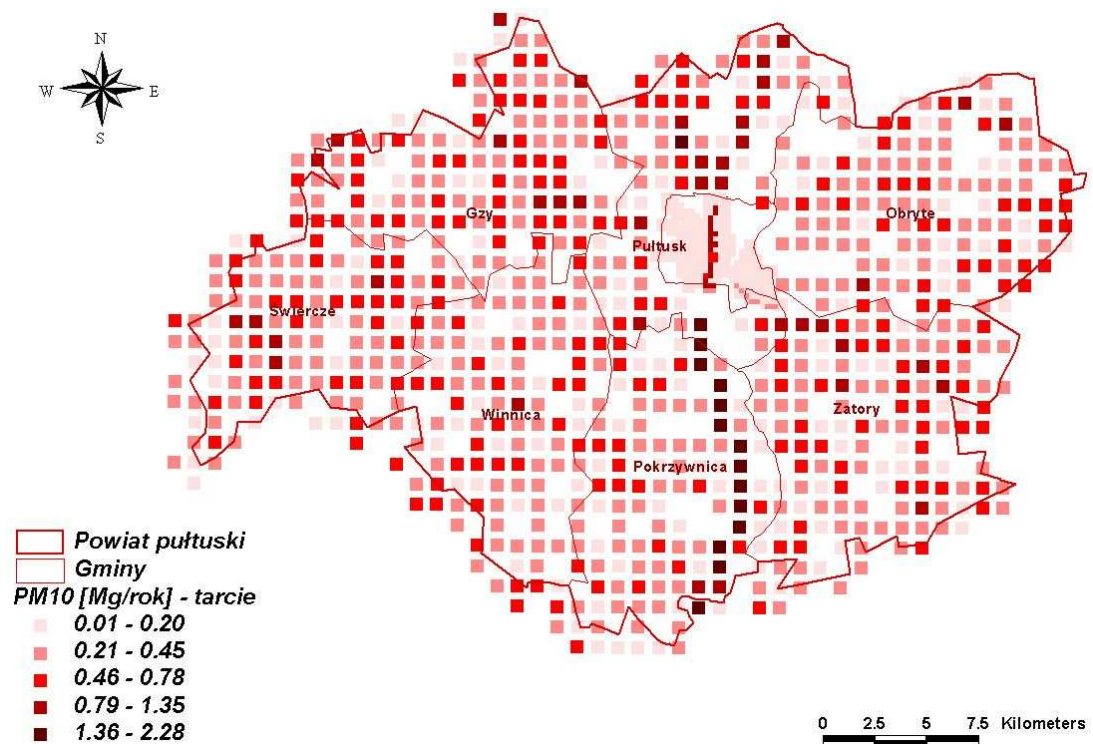 N
W E
S
Gzy
Obryte
Pułtusk
Świercze
Winnica
Zatory
Pokrzywnica
Powiat pułtuski
Gminy
PM10 [Mg/rok] - tarcie
0.01 - 0.20
0.21 - 0.45
0.46 - 0.78
0.79 - 1.35
1.36 - 2.28
0 2.5 5 7.5 Kilometers